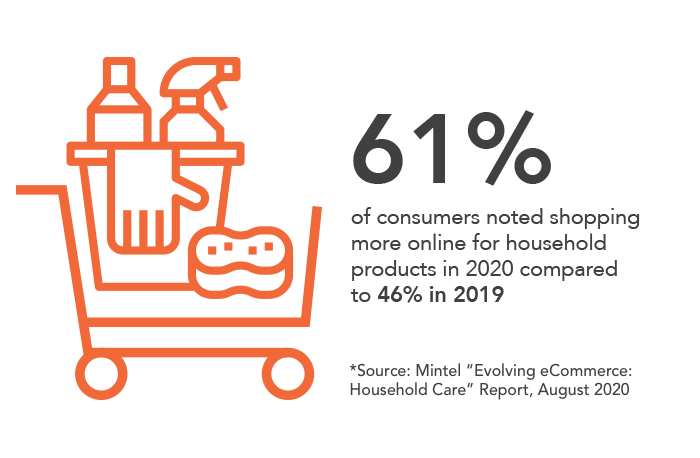 61%
of consumers noted shopping
more online for household
products in 2020 compared
to 46% in 2019
*Source: Mintel “Evolving eCommerce:
Household Care” Report, August 2020